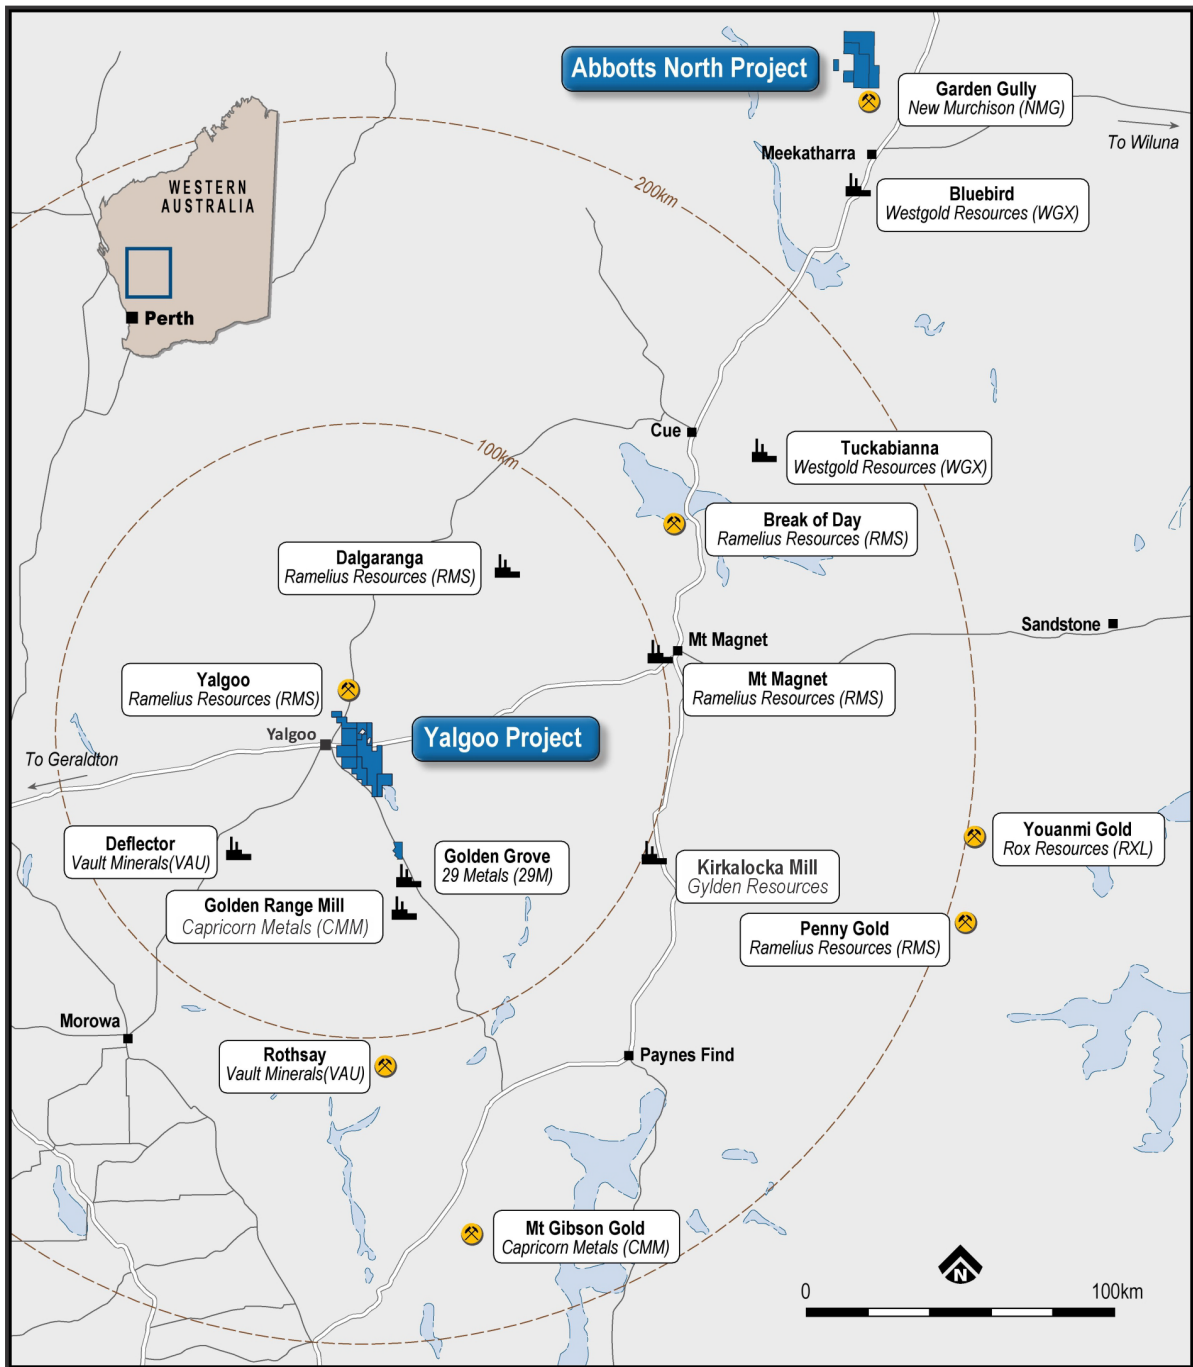 Abbotts North Project
Garden Gully
New Murchison (NMG)
To Wiluna
Meekatharra
WESTERN
AUSTRALIA
200km
Bluebird
Westgold Resources (WGX)
Perth
Cue
100km
Tuckabianna
Westgold Resources (WGX)
Break of Day
Ramelius Resources (RMS)
Dalgaranga
Ramelius Resources (RMS)
Sandstone
Mt Magnet
Yalgoo
Ramelius Resources (RMS)
Mt Magnet
Ramelius Resources (RMS)
Yalgoo
Yalgoo Project
To Geraldton
Deflector
Vault Minerals(VAU)
Golden Grove
29 Metals (29M)
Youanmi Gold
Rox Resources (RXL)
Kirkalocka Mill
Gylden Resources
Golden Range Mill
Capricorn Metals (CMM)
Penny Gold
Ramelius Resources (RMS)
Morowa
Rothsay
Vault Minerals(VAU)
Paynes Find
Mt Gibson Gold
Capricorn Metals (CMM)
N
0 100km